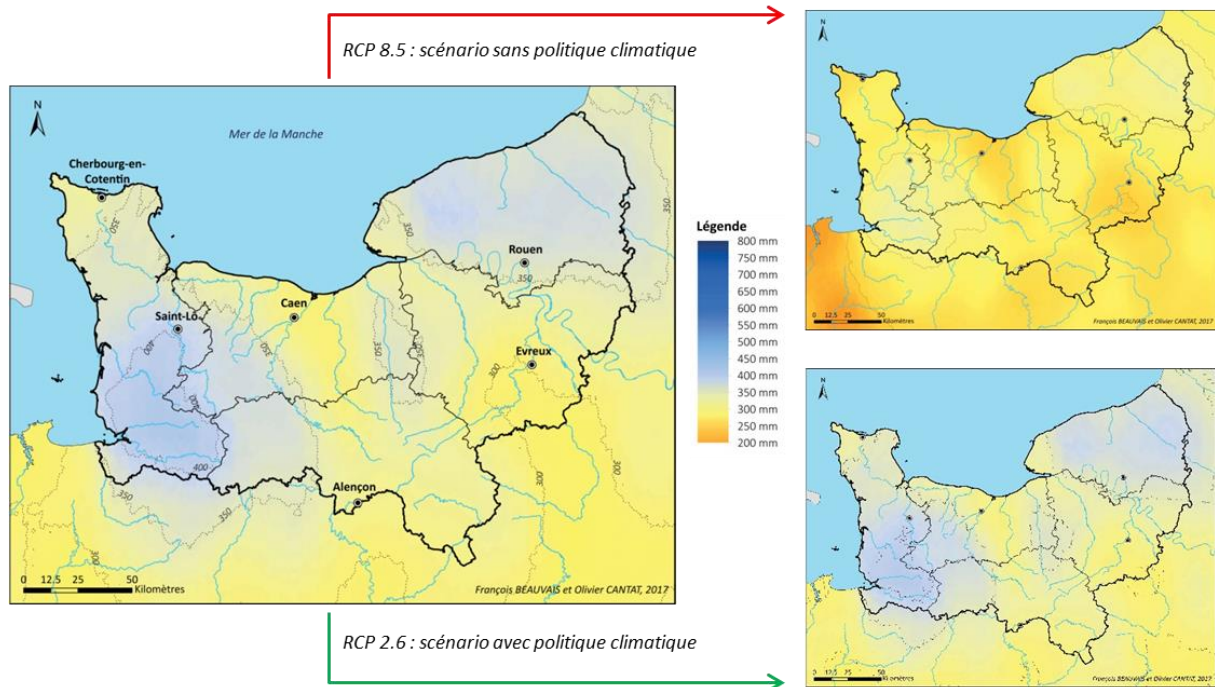 RCP 8.5 : scénario sans politique climatique
N
Mer de la Manche
Cherbourg-en-
Cotentin
350
350
350
Rouen
350
Caen
Saint-Lô
400
350
350
350
400
Evreux
300
400
350
350
Alençon
300
300
300
0 12.5 25 50
Kilomètres
François BEAUVAIS et Olivier CANTAT, 2017
Légende
800 mm
750 mm
700 mm
650 mm
600 mm
550 mm
500 mm
450 mm
400 mm
350 mm
300 mm
250 mm
200 mm
N
0 12.5 25 50
Kilomètres
François BEAUVAIS et Olivier CANTAT, 2017
N
0 12.5 25 50
Kilomètres
François BEAUVAIS et Olivier CANTAT, 2017
RCP 2.6 : scénario avec politique climatique